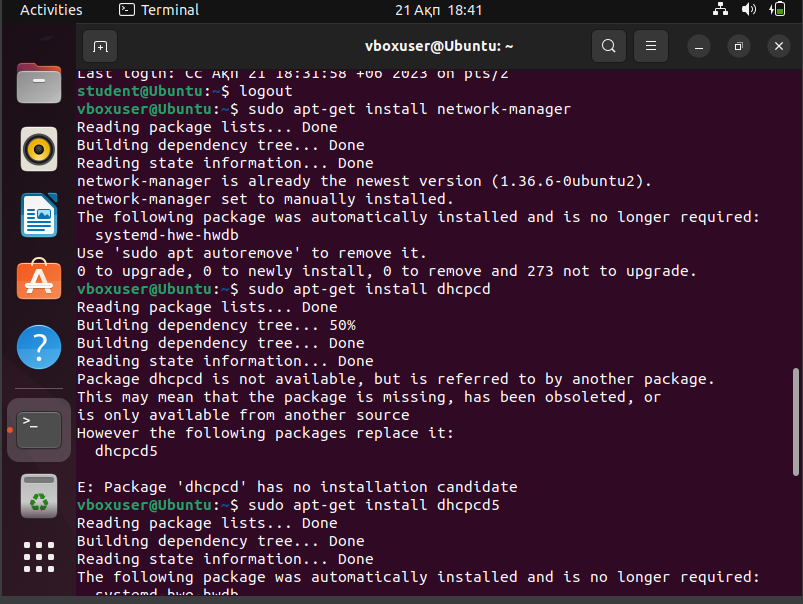 Activities
Terminal
21 Ақп 18:41
vboxuser@Ubuntu: ~
Last login: Сс Ақп 21 18:31:58 +06 2023 on pts/2
student@Ubuntu:~$ logout
vboxuser@Ubuntu:~$ sudo apt-get install network-manager
Reading package lists... Done
Building dependency tree... Done
Reading state information... Done
network-manager is already the newest version (1.36.6-0ubuntu2).
network-manager set to manually installed.
The following package was automatically installed and is no longer required:
  systemd-hwe-hwdb
Use 'sudo apt autoremove' to remove it.
0 to upgrade, 0 to newly install, 0 to remove and 273 not to upgrade.
vboxuser@Ubuntu:~$ sudo apt-get install dhcpcd
Reading package lists... Done
Building dependency tree... 50%
Building dependency tree... Done
Reading state information... Done
Package dhcpcd is not available, but is referred to by another package.
This may mean that the package is missing, has been obsoleted, or
is only available from another source
However the following packages replace it:
  dhcpcd5
E: Package 'dhcpcd' has no installation candidate
vboxuser@Ubuntu:~$ sudo apt-get install dhcpcd5
Reading package lists... Done
Building dependency tree... Done
Reading state information... Done
The following package was automatically installed and is no longer required:
  systemd-hwe-hwdb